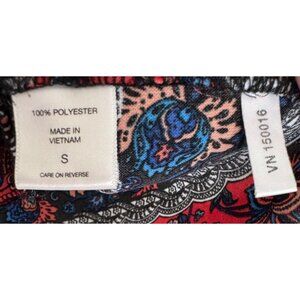 100% POLYESTER
MADE IN
VIETNAM
S
CARE ON REVERSE
VN 150016